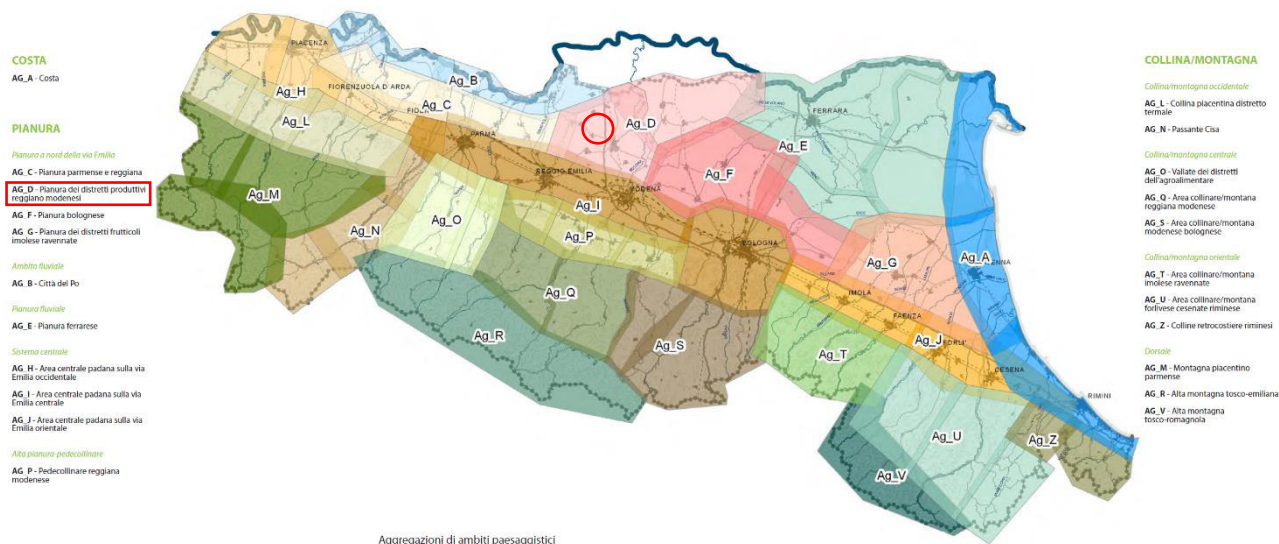 COSTA
AG_A - Costa
PIANURA
Pianura a nord della via Emilia
AG_C - Pianura parmense e reggiana
AG_D - Pianura dei distretti produttivi
reggiano modenesi
AG_F - Pianura bolognese
AG_G - Pianura dei distretti frutticoli
imolese ravennate
Ambito fluviale
AG_B - Città del Po
Pianura fluviale
AG_E - Pianura ferrarese
Sistema centrale
AG_H - Area centrale padana sulla via
Emilia occidentale
AG_I - Area centrale padana sulla via
Emilia centrale
AG_J - Area centrale padana sulla via
Emilia orientale
Alta pianura-pedecollinare
AG_P - Pedecollinare reggiana
modenese
PIACENZA
Ag_B
Ag_H
FIORENZUOLA D'ARDA
Ag_C
Ag_L
PARMA
Ag_D
FERRARA
Ag_E
REGGIO EMILIA
Ag_F
MODENA
Ag_M
Ag_I
Ag_O
Ag_N
Ag_P
BOLOGNA
Ag_G
Ag_A
Ag_Q
IMOLA
FAENZA
Ag_R
Ag_S
Ag_T
Ag_J
FORLI'
CESENA
RIMINI
Ag_U
Ag_Z
Ag_V
Aggregazioni di ambiti paesaggistici
COLLINA/MONTAGNA
Collina/montagna occidentale
AG_L - Collina piacentina distretto
termale
AG_N - Passante Cisa
Collina/montagna centrale
AG_O - Vallate dei distretti
dell'agroalimentare
AG_Q - Area collinare/montana
reggiana modenese
AG_S - Area collinare/montana
modenese bolognese
Collina/montagna orientale
AG_T - Area collinare/montana
imolese ravennate
AG_U - Area collinare/montana
forlivese cesenate riminese
AG_Z - Colline retrocostiere riminesi
Dorsale
AG_M - Montagna piacentino
parmense
AG_R - Alta montagna tosco-emiliana
AG_V - Alta montagna
tosco-romagnola